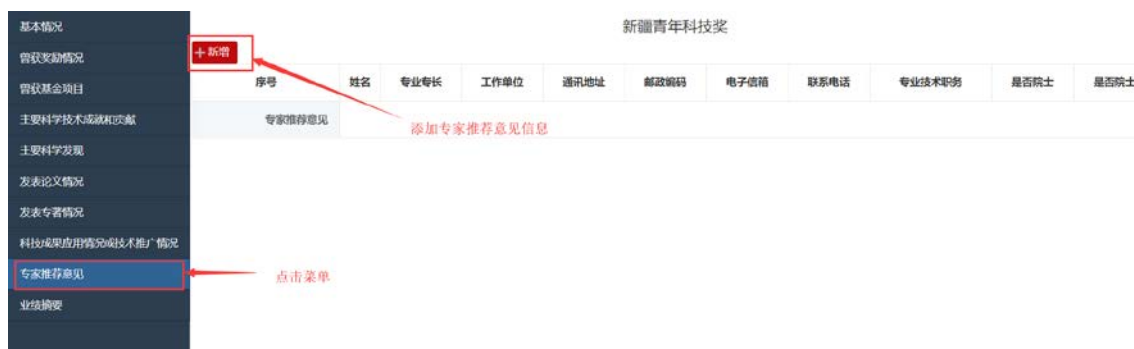 新疆青年科技奖
基本情况
曾获奖励情况
曾获基金项目
主要科学技术成就和贡献
主要科学发现
发表论文情况
发表专著情况
科技成果应用情况或技术推广情况
专家推荐意见
业绩摘要
+新增
序号 姓名 专业专长 工作单位 通讯地址 邮政编码 电子信箱 联系电话 专业技术职务 是否院士 是否院士
专家推荐意见
添加专家推荐意见信息
点击菜单